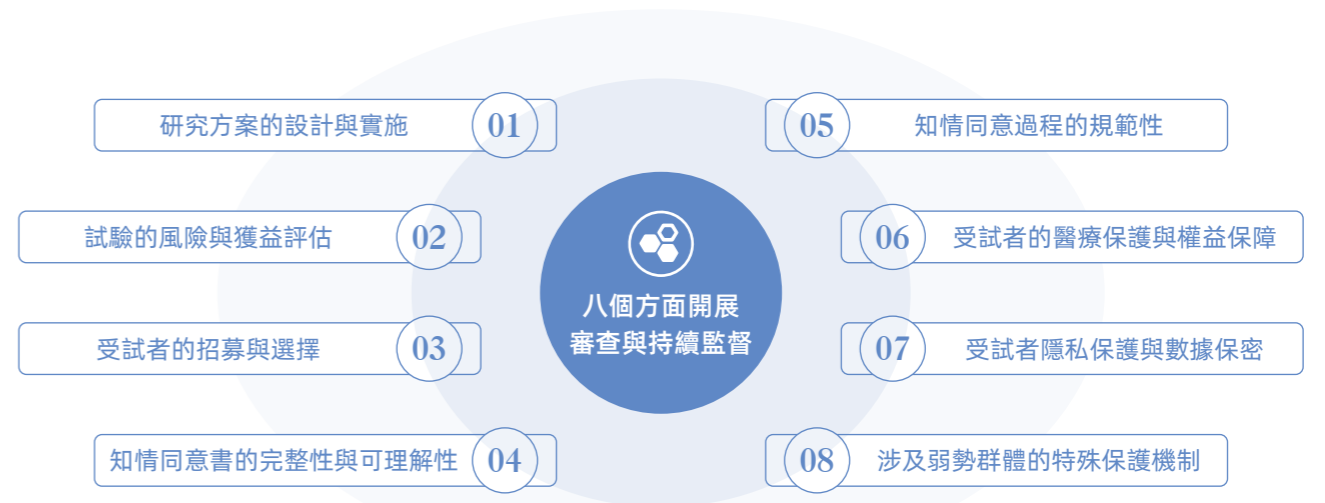 研究方案的設計與實施 01
試驗的風險與獲益評估 02
受試者的招募與選擇 03
知情同意書的完整性與可理解性 04
八個方面開展
審查與持續監督
05 知情同意過程的規範性
06 受試者的醫療保護與權益保障
07 受試者隱私保護與數據保密
08 涉及弱勢群體的特殊保護機制